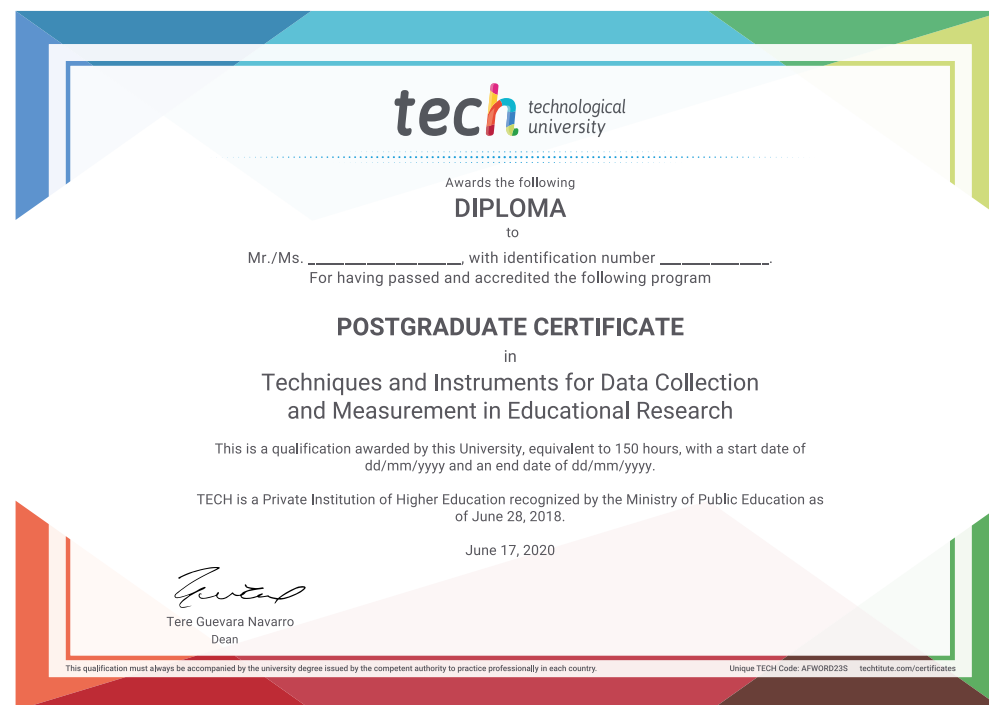 tech technological
university
Awards the following
DIPLOMA
to
Mr./Ms. ____________________, with identification number ______________.
For having passed and accredited the following program
POSTGRADUATE CERTIFICATE
in
Techniques and Instruments for Data Collection
and Measurement in Educational Research
This is a qualification awarded by this University, equivalent to 150 hours, with a start date of
dd/mm/yyyy and an end date of dd/mm/yyyy.
TECH is a Private Institution of Higher Education recognized by the Ministry of Public Education as
of June 28, 2018.
June 17, 2020
Tere Guevara Navarro
Dean
This qualification must always be accompanied by the university degree issued by the competent authority to practice professionally in each country. Unique TECH Code: AFWORD23S techtitute.com/certificates